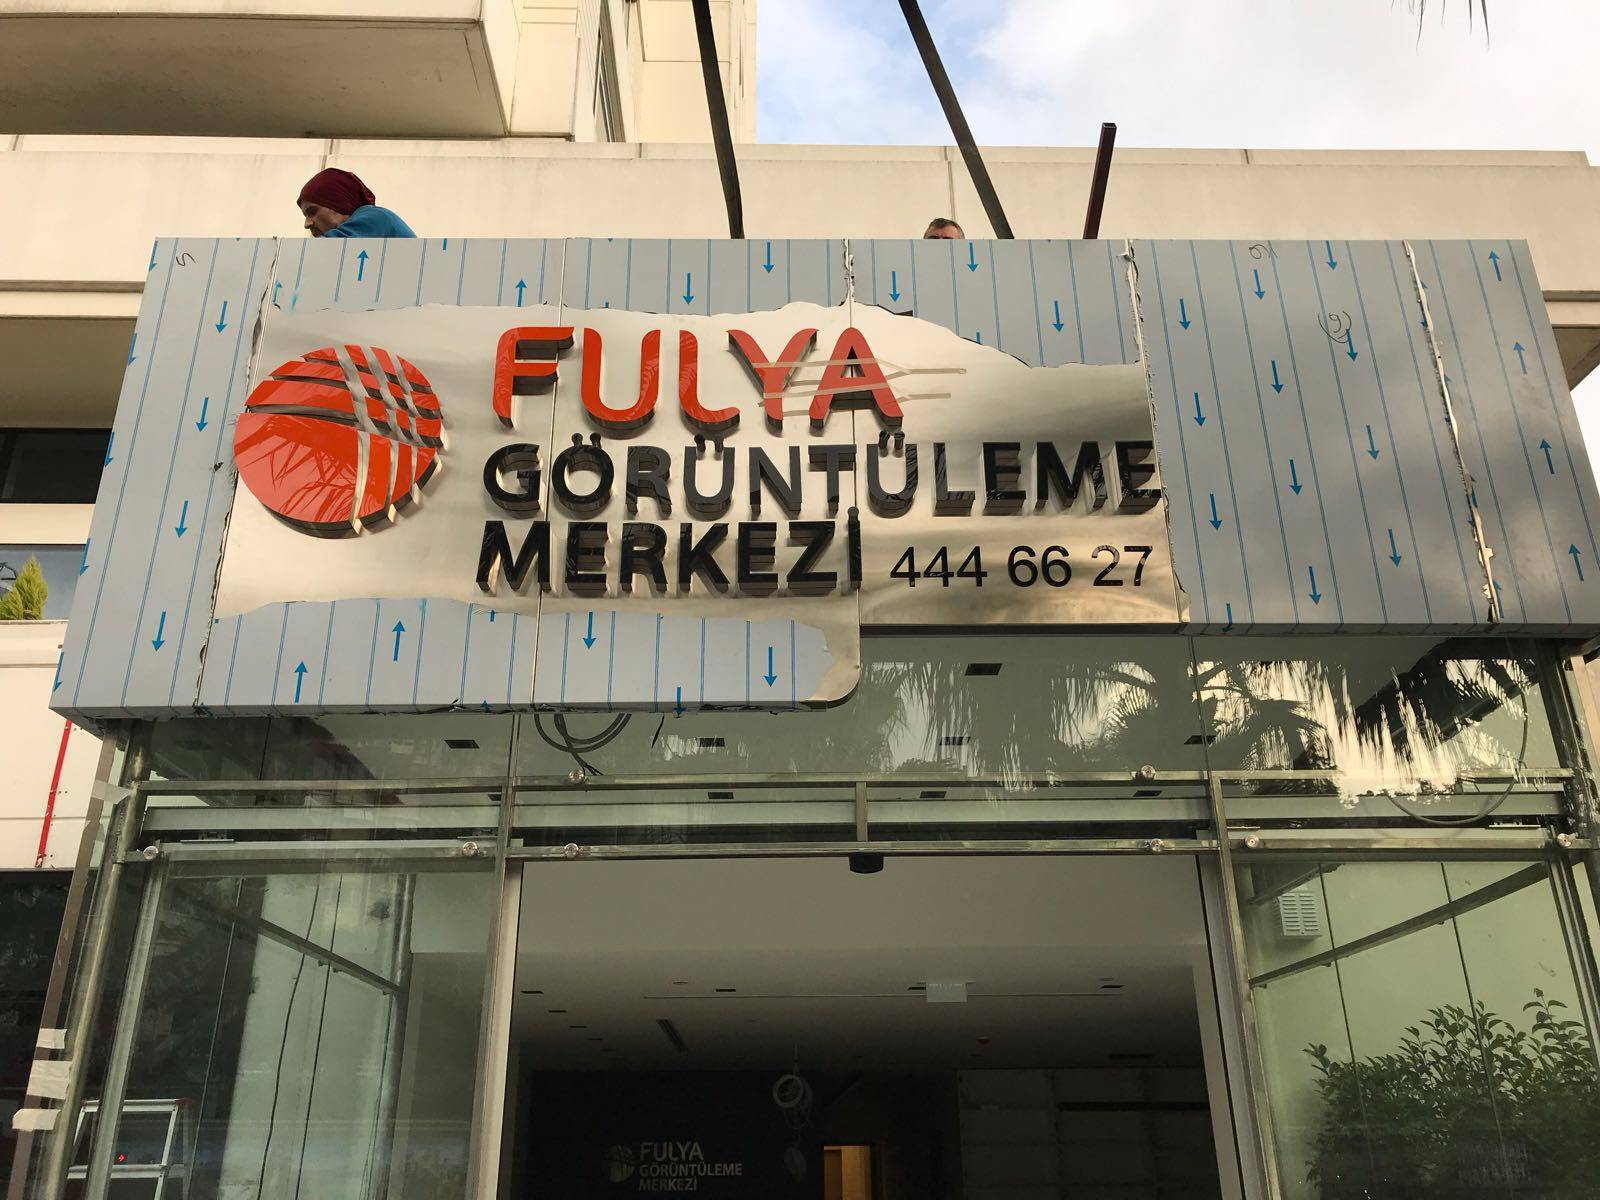 FULYA
GÖRÜNTÜLEME
MERKEZİ 444 66 27
FULYA
GÖRÜNTÜLEME
MERKEZİ